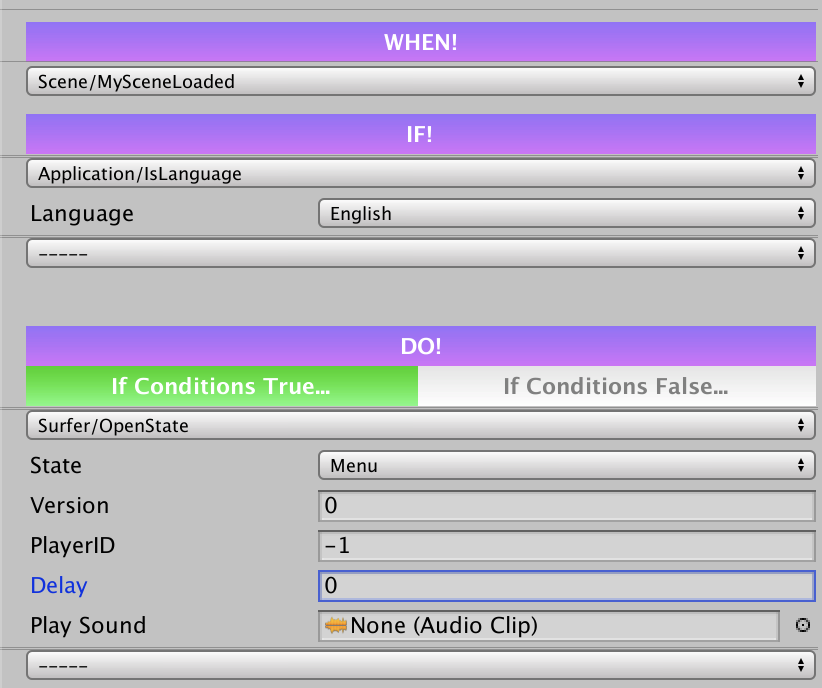 WHEN!
Scene/MySceneLoaded
IF!
Application/IsLanguage
Language English
-----
DO!
If Conditions True... If Conditions False...
Surfer/OpenState
State Menu
Version 0
PlayerID -1
Delay 0
Play Sound None (Audio Clip)
-----